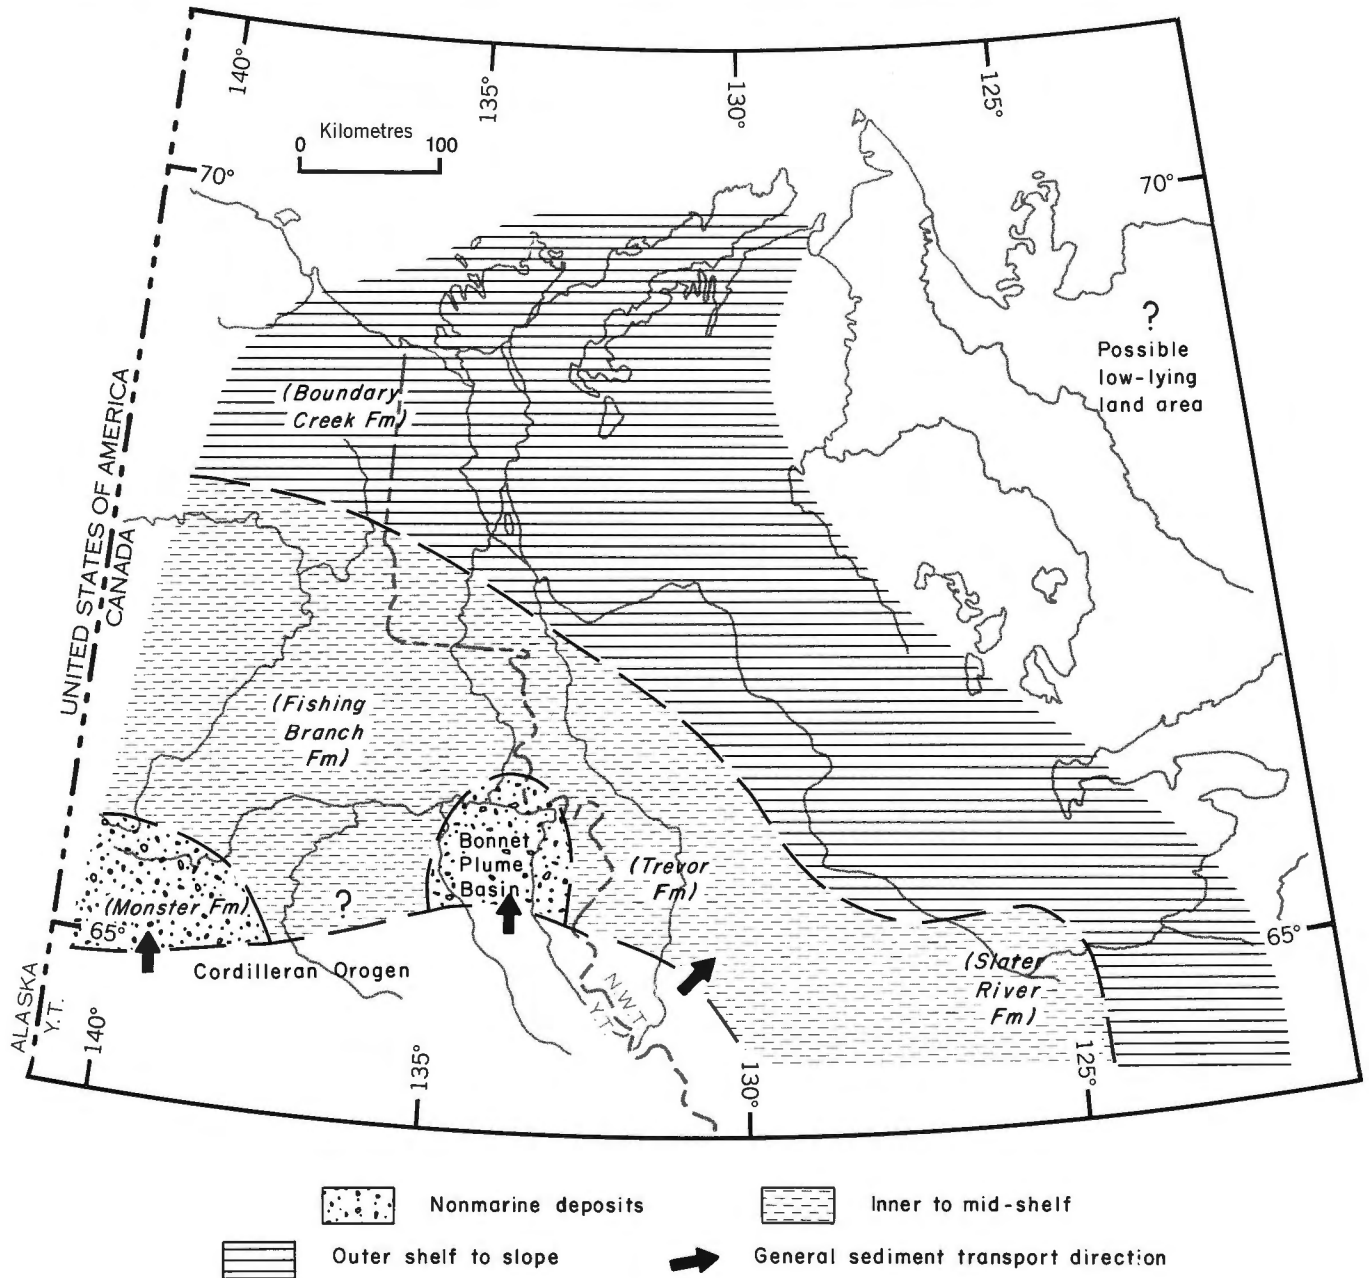 140°
135°
130°
125°
Kilometres
0 100
70°
70°
?
Possible
low-lying
land area
(Boundary
Creek Fm)
UNITED STATES OF AMERICA
CANADA
(Fishing
Branch
Fm)
Bonnet
Plume
Basin
(Trevor
Fm)
(Monster Fm)
?
65°
65°
Cordilleran Orogen
(Slater
River
Fm)
N.W.T.
Y.T.
ALASKA
Y.T.
140°
135°
130°
125°
Nonmarine deposits
Inner to mid-shelf
Outer shelf to slope
General sediment transport direction